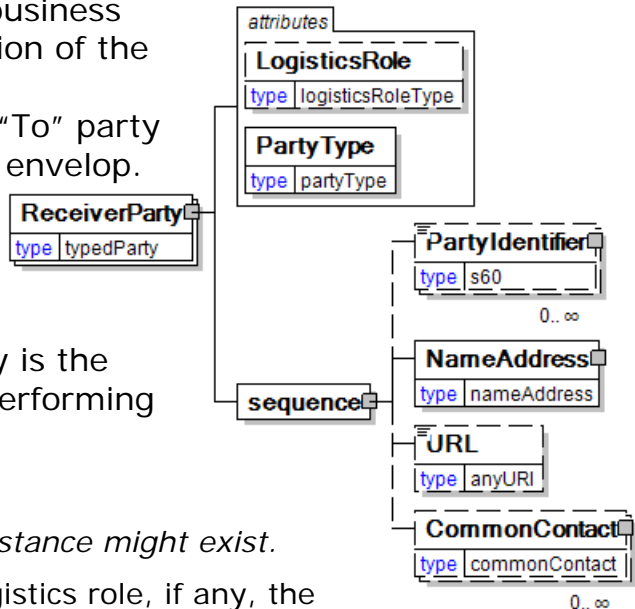 business
attributes
ion of the
LogisticsRole
type logisticsRoleType
"To" party
envelop.
PartyType
type partyType
ReceiverParty
type typedParty
PartyIdentifier
type s60
0.. ∞
y is the
erforming
NameAddress
type nameAddress
sequence
URL
type anyURI
stance might exist.
CommonContact
type commonContact
gistics role, if any, the
0.. ∞